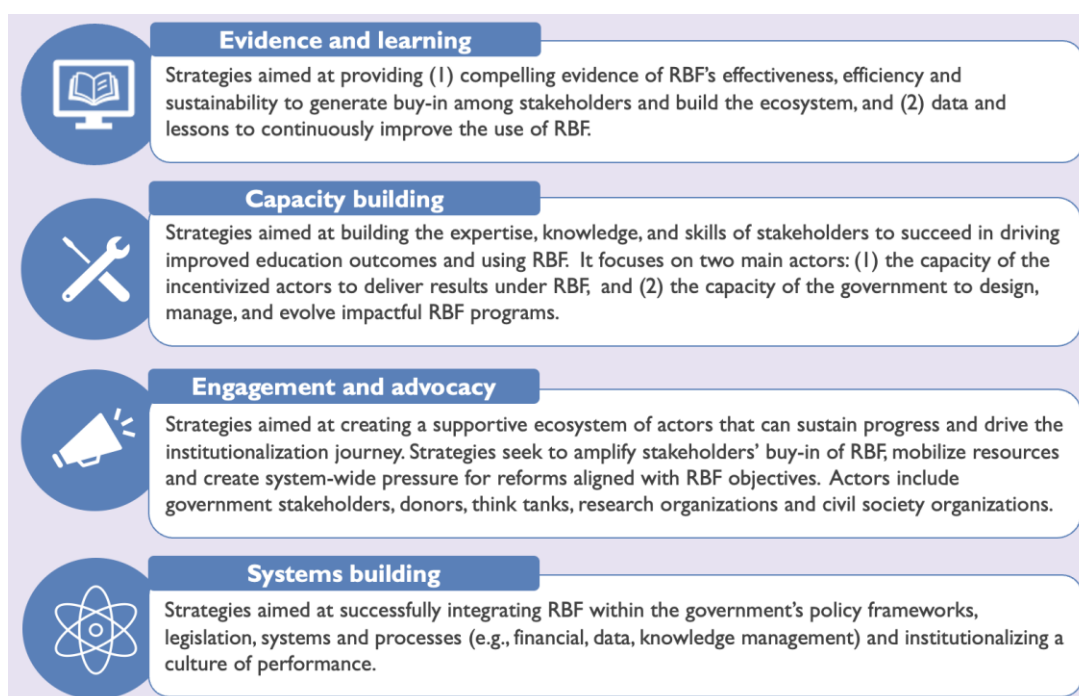 Evidence and learning
Strategies aimed at providing (1) compelling evidence of RBF's effectiveness, efficiency and
sustainability to generate buy-in among stakeholders and build the ecosystem, and (2) data and
lessons to continuously improve the use of RBF.
Capacity building
Strategies aimed at building the expertise, knowledge, and skills of stakeholders to succeed in driving
improved education outcomes and using RBF. It focuses on two main actors: (1) the capacity of the
incentivized actors to deliver results under RBF, and (2) the capacity of the government to design,
manage, and evolve impactful RBF programs.
Engagement and advocacy
Strategies aimed at creating a supportive ecosystem of actors that can sustain progress and drive the
institutionalization journey. Strategies seek to amplify stakeholders' buy-in of RBF, mobilize resources
and create system-wide pressure for reforms aligned with RBF objectives. Actors include
government stakeholders, donors, think tanks, research organizations and civil society organizations.
Systems building
Strategies aimed at successfully integrating RBF within the government's policy frameworks,
legislation, systems and processes (e.g., financial, data, knowledge management) and institutionalizing a
culture of performance.